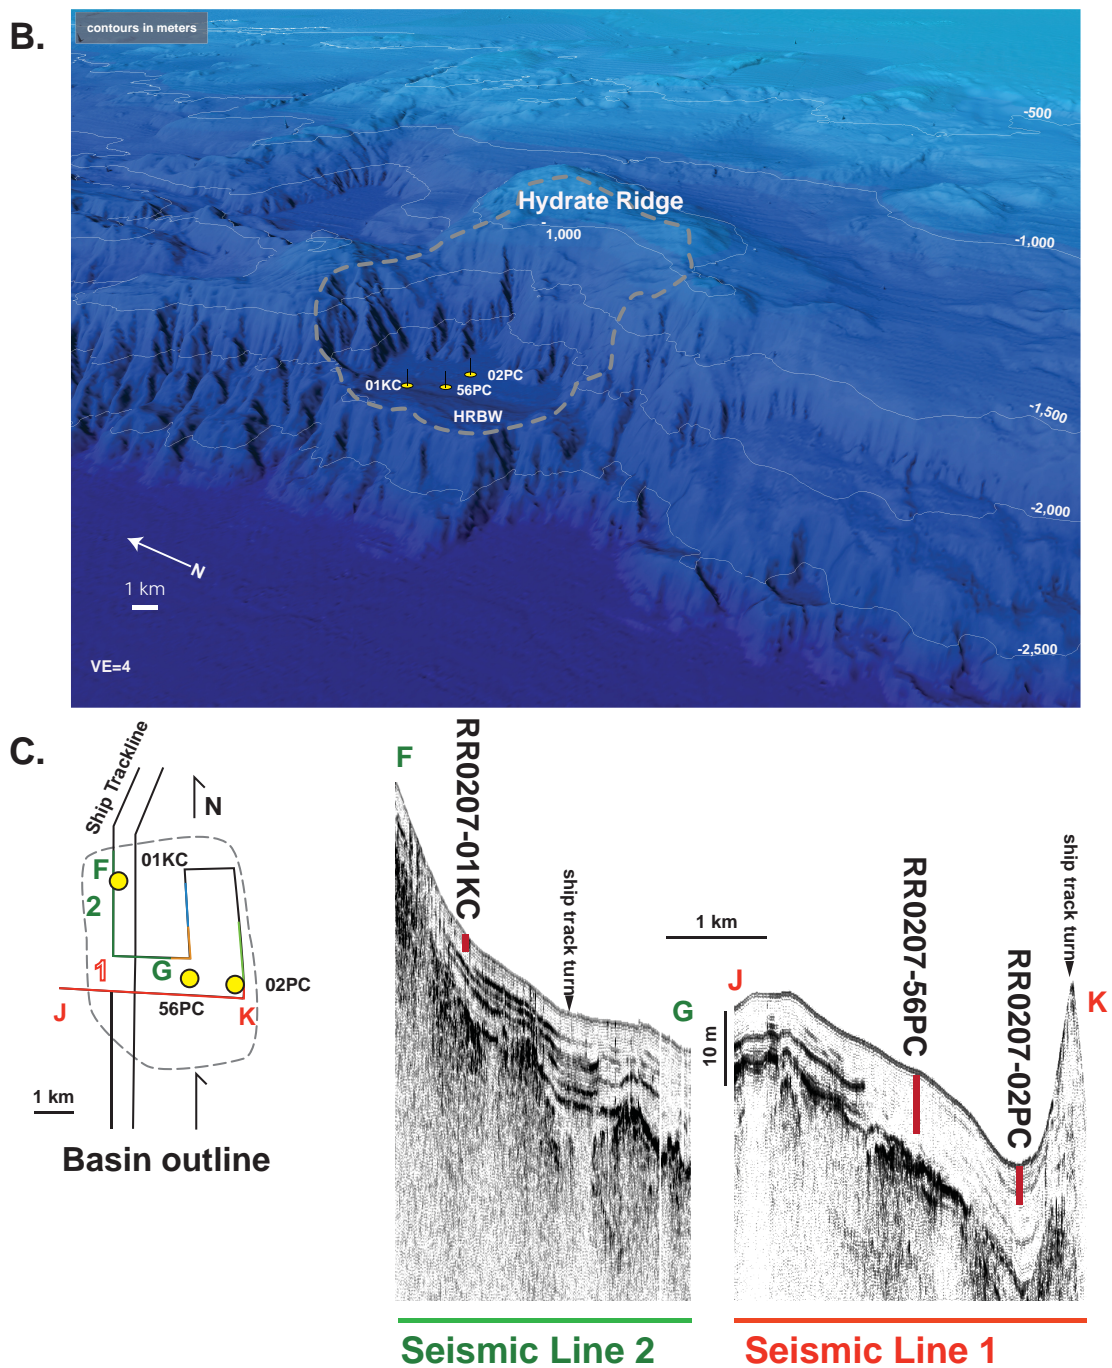 B.
contours in meters
-500
Hydrate Ridge
-
1,000
-1,000
01KC
02PC
56PC
HRBW
-1,500
-2,000
N
1 km
-2,500
VE=4
C.
Ship Trackline
N
01KC
F
2
1
G
02PC
J
56PC
K
1 km
Basin outline
F
RR0207-01KC
ship track turn
G
1 km
J
10 m
RR0207-56PC
RR0207-02PC
ship track turn
K
Seismic Line 2
Seismic Line 1